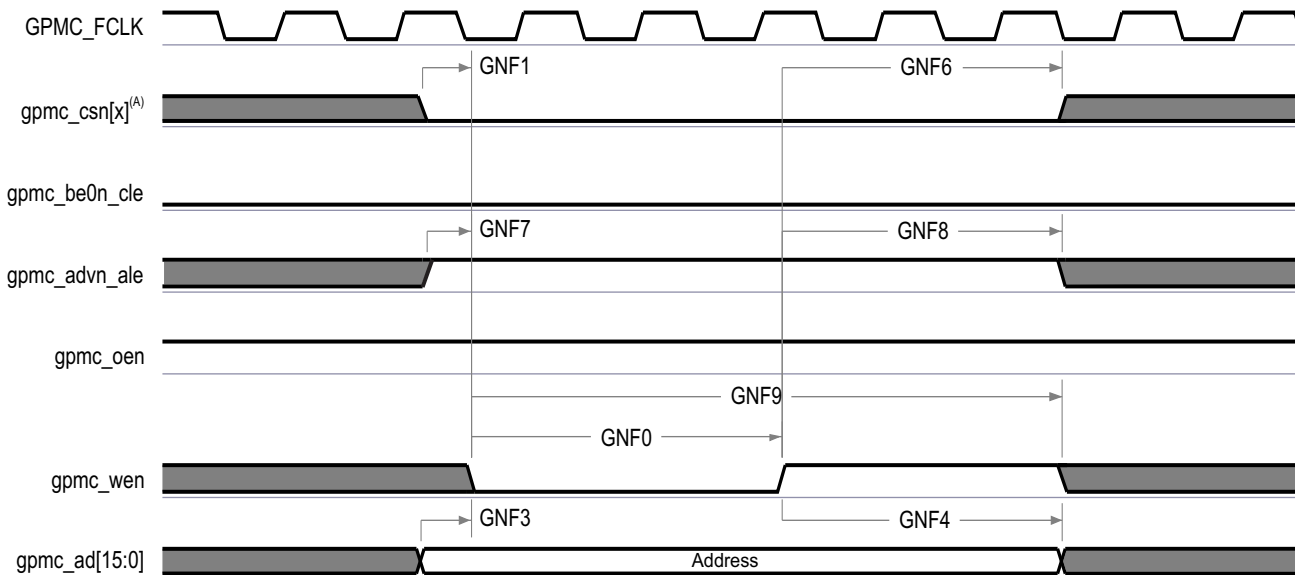 GPMC_FCLK
GNF1
GNF6
gpmc_csn[x](A)
gpmc_be0n_cle
GNF7
GNF8
gpmc_advn_ale
gpmc_oen
GNF9
GNF0
gpmc_wen
GNF3
GNF4
gpmc_ad[15:0]
Address